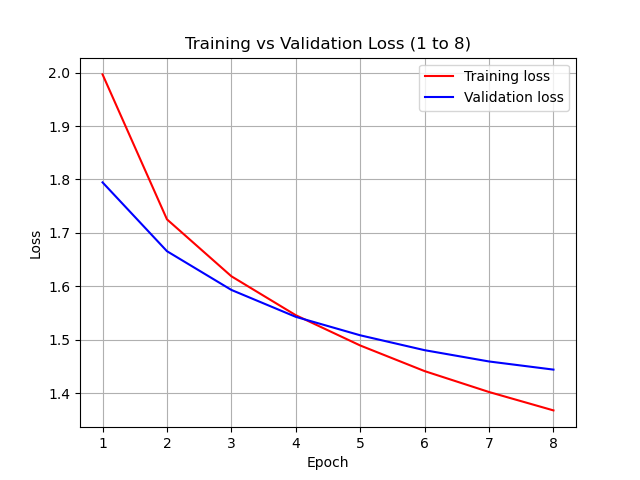 Training vs Validation Loss (1 to 8)
Training loss
Validation loss
2.0
1.9
1.8
1.7
1.6
1.5
1.4
Loss
1 2 3 4 5 6 7 8
Epoch